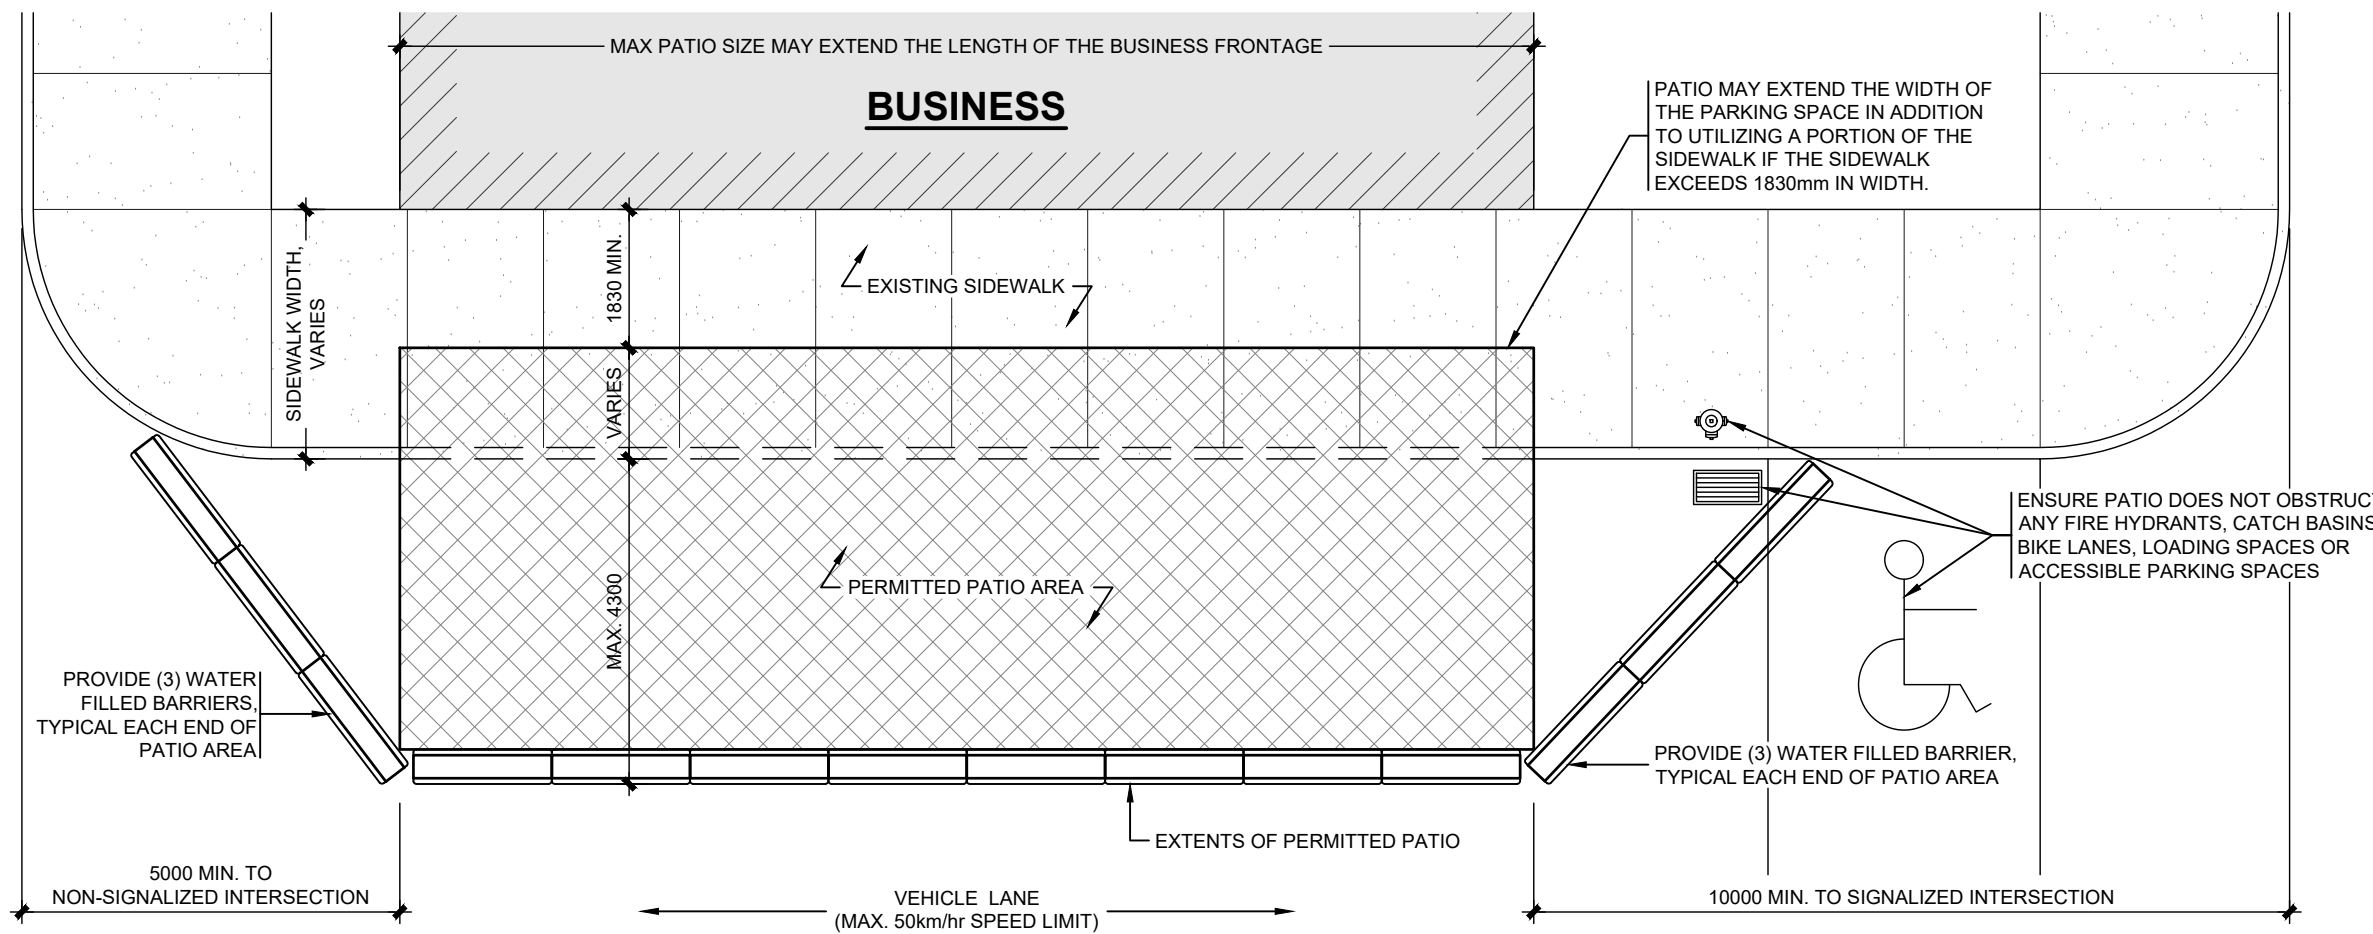 MAX PATIO SIZE MAY EXTEND THE LENGTH OF THE BUSINESS FRONTAGE
BUSINESS
PATIO MAY EXTEND THE WIDTH OF
THE PARKING SPACE IN ADDITION
TO UTILIZING A PORTION OF THE
SIDEWALK IF THE SIDEWALK
EXCEEDS 1830mm IN WIDTH.
SIDEWALK WIDTH,
VARIES
1830 MIN.
EXISTING SIDEWALK
VARIES
MAX. 4300
PERMITTED PATIO AREA
ENSURE PATIO DOES NOT OBSTRUCT
ANY FIRE HYDRANTS, CATCH BASINS
BIKE LANES, LOADING SPACES OR
ACCESSIBLE PARKING SPACES
PROVIDE (3) WATER
FILLED BARRIERS,
TYPICAL EACH END OF
PATIO AREA
PROVIDE (3) WATER FILLED BARRIER,
TYPICAL EACH END OF PATIO AREA
EXTENTS OF PERMITTED PATIO
5000 MIN. TO
NON-SIGNALIZED INTERSECTION
VEHICLE LANE
(MAX. 50km/hr SPEED LIMIT)
10000 MIN. TO SIGNALIZED INTERSECTION